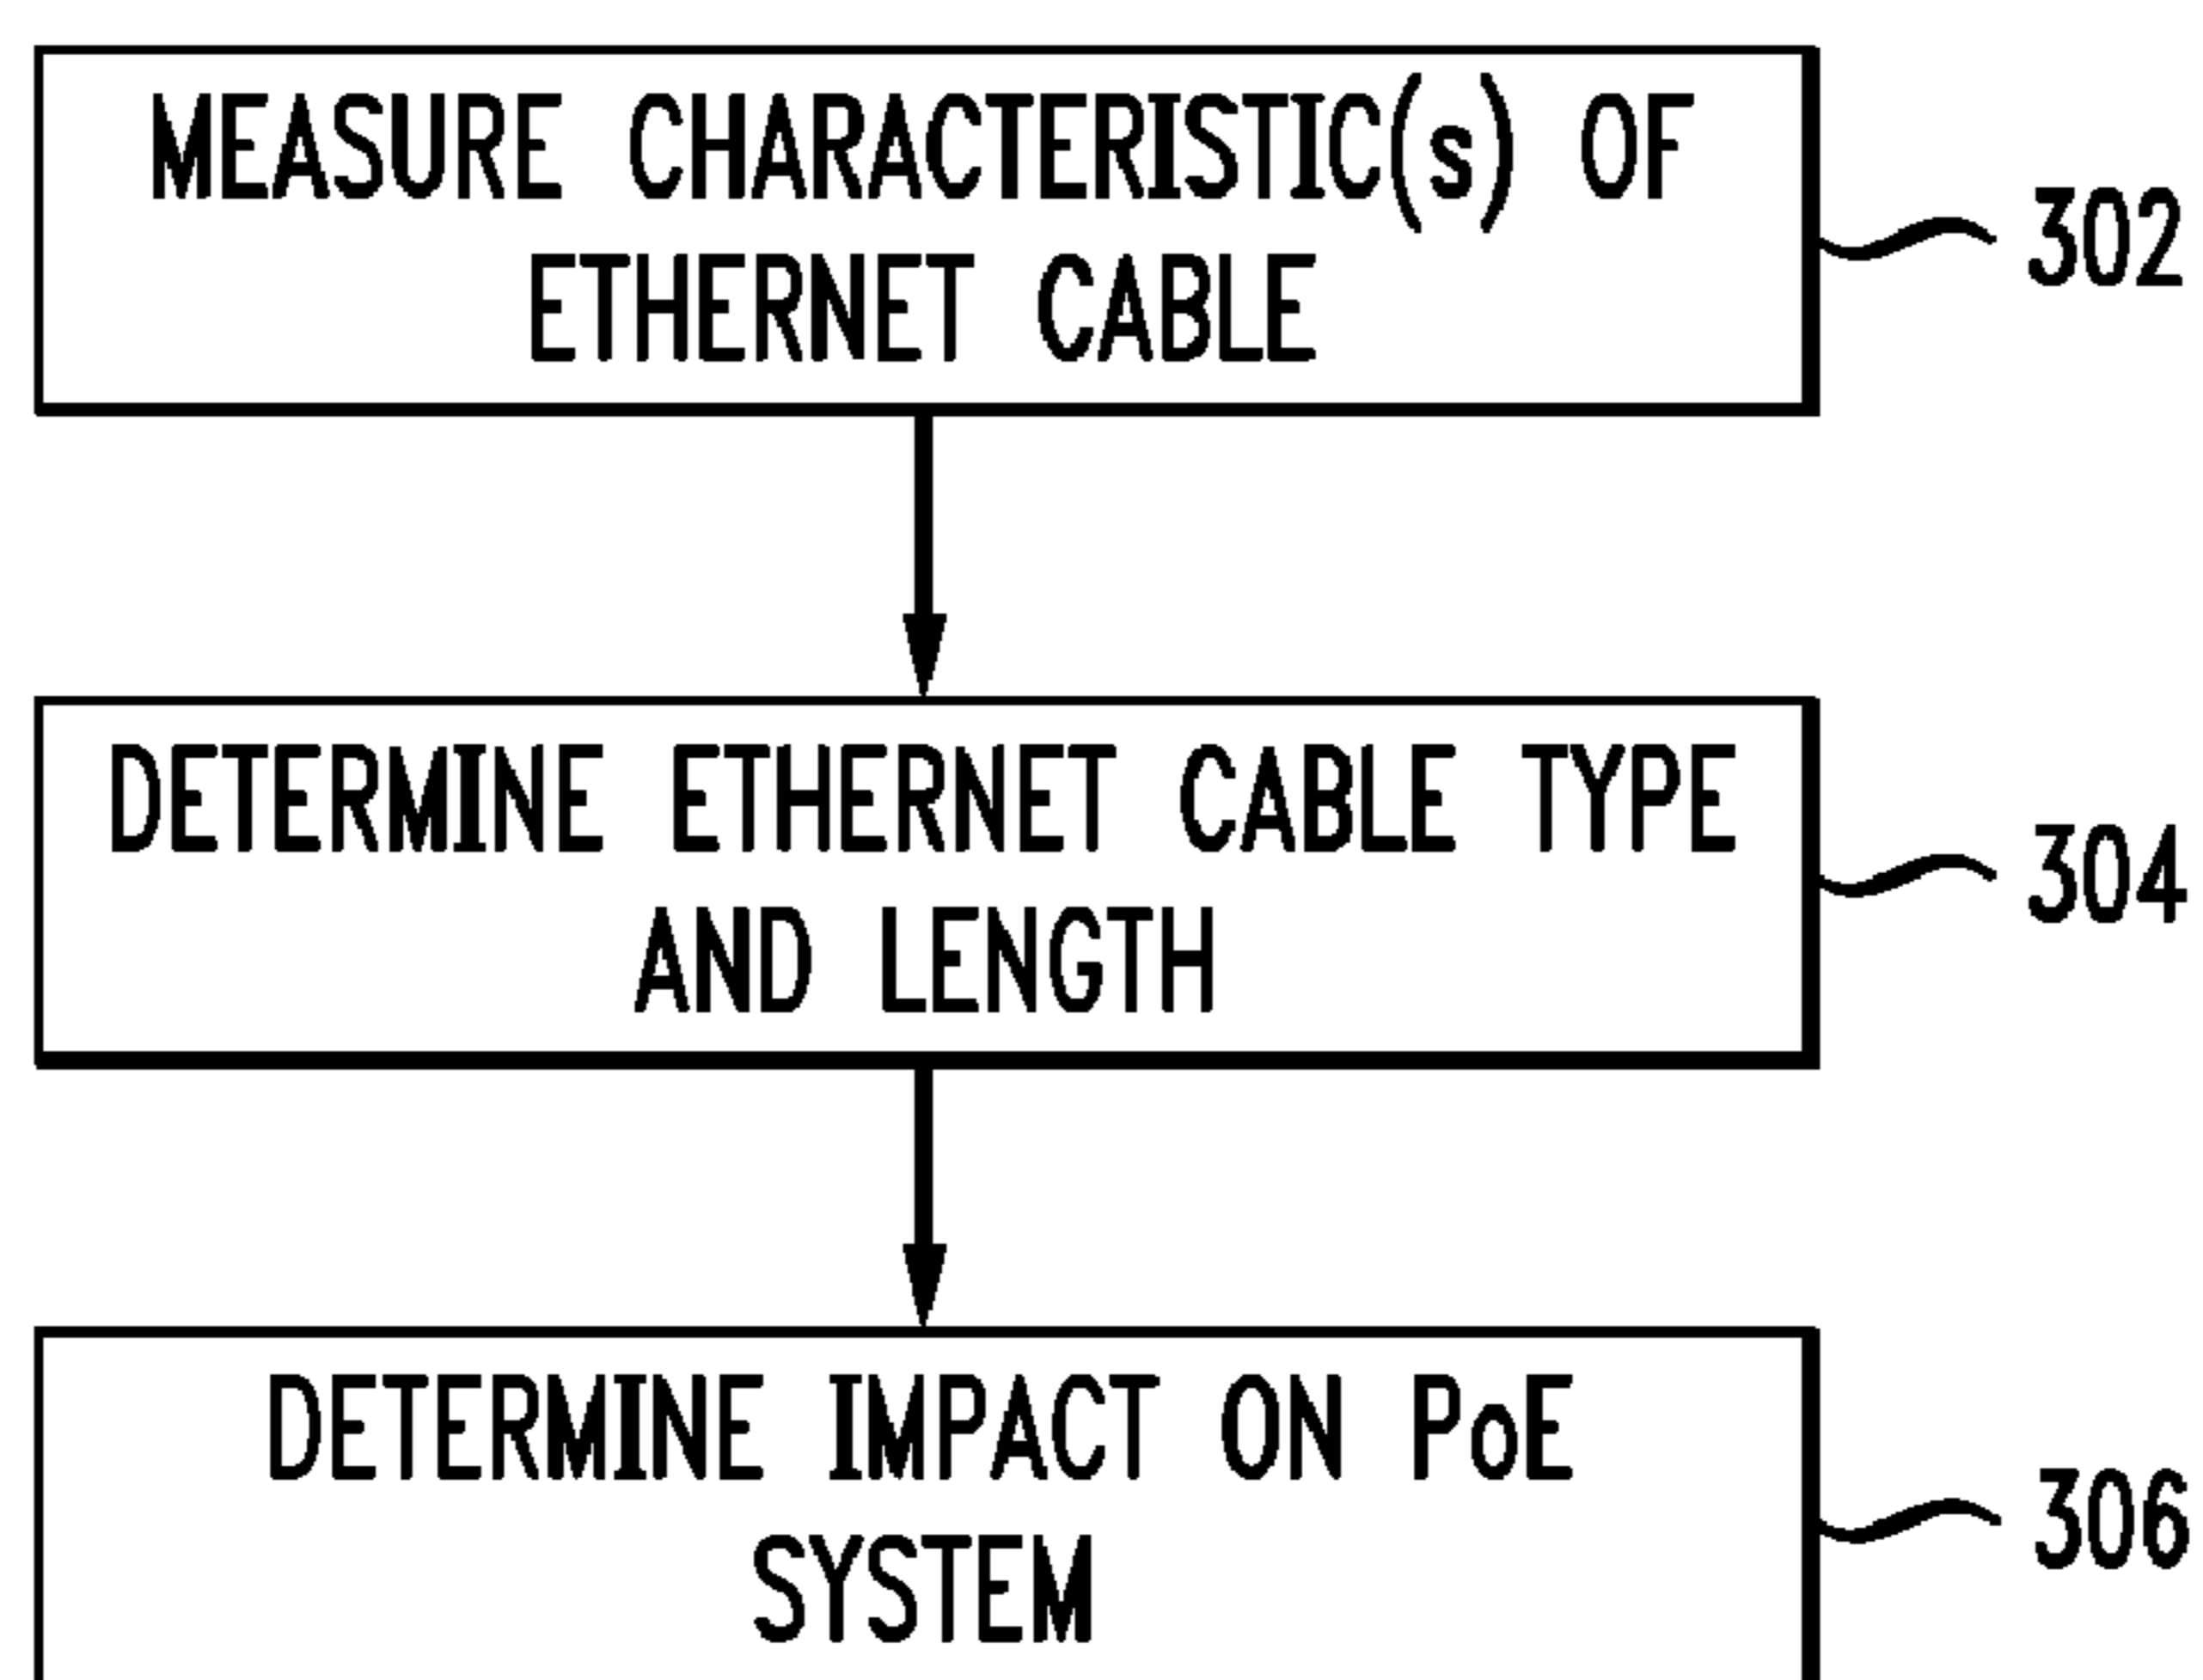 MEASURE CHARACTERISTIC(s) OF
ETHERNET CABLE
302
DETERMINE ETHERNET CABLE TYPE
AND LENGTH
304
DETERMINE IMPACT ON PoE
SYSTEM
306